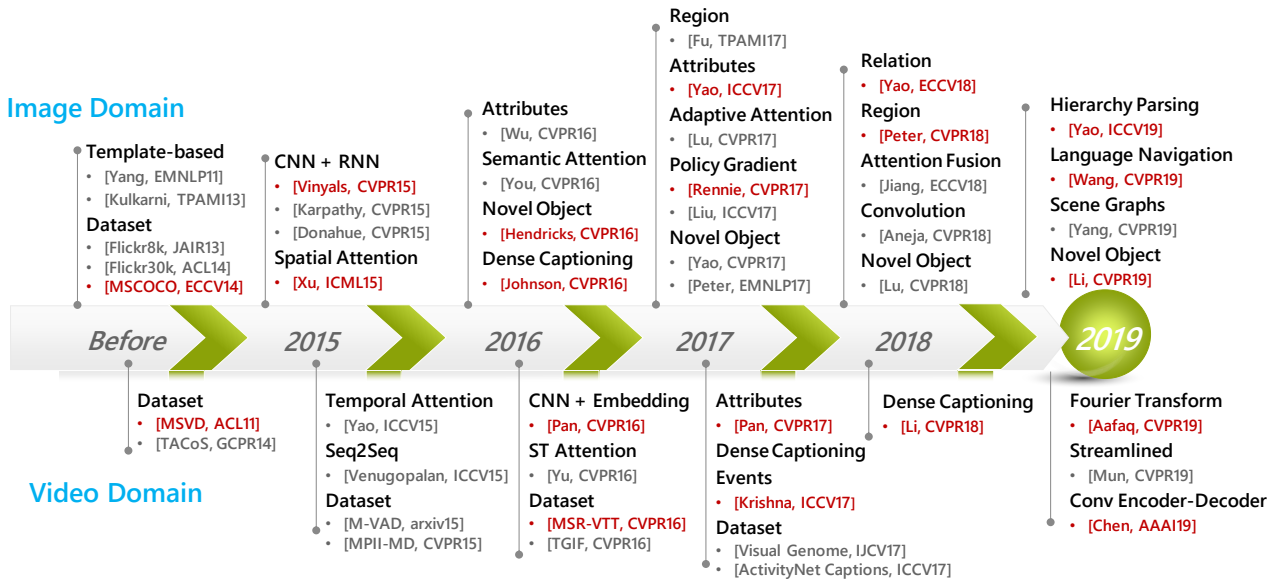 Image Domain
Template-based
• [Yang, EMNLP11]
• [Kulkarni, TPAMI13]
Dataset
• [Flickr8k, JAIR13]
• [Flickr30k, ACL14]
• [MSCOCO, ECCV14]
CNN + RNN
• [Vinyals, CVPR15]
• [Karpathy, CVPR15]
• [Donahue, CVPR15]
Spatial Attention
• [Xu, ICML15]
Attributes
• [Wu, CVPR16]
Semantic Attention
• [You, CVPR16]
Novel Object
• [Hendricks, CVPR16]
Dense Captioning
• [Johnson, CVPR16]
Region
• [Fu, TPAMI17]
Attributes
• [Yao, ICCV17]
Adaptive Attention
• [Lu, CVPR17]
Policy Gradient
• [Rennie, CVPR17]
• [Liu, ICCV17]
Novel Object
• [Yao, CVPR17]
• [Peter, EMNLP17]
Relation
• [Yao, ECCV18]
Region
• [Peter, CVPR18]
Attention Fusion
• [Jiang, ECCV18]
Convolution
• [Aneja, CVPR18]
Novel Object
• [Lu, CVPR18]
Hierarchy Parsing
• [Yao, ICCV19]
Language Navigation
• [Wang, CVPR19]
Scene Graphs
• [Yang, CVPR19]
Novel Object
• [Li, CVPR19]
Before
2015
2016
2017
2018
2019
Dataset
• [MSVD, ACL11]
• [TACoS, GCPR14]
Video Domain
Temporal Attention
• [Yao, ICCV15]
Seq2Seq
• [Venugopalan, ICCV15]
Dataset
• [M-VAD, arxiv15]
• [MPII-MD, CVPR15]
CNN + Embedding
• [Pan, CVPR16]
ST Attention
• [Yu, CVPR16]
Dataset
• [MSR-VTT, CVPR16]
• [TGIF, CVPR16]
Attributes
• [Pan, CVPR17]
Dense Captioning
Events
• [Krishna, ICCV17]
Dataset
• [Visual Genome, IJCV17]
• [ActivityNet Captions, ICCV17]
Dense Captioning
• [Li, CVPR18]
Fourier Transform
• [Aafaq, CVPR19]
Streamlined
• [Mun, CVPR19]
Conv Encoder-Decoder
• [Chen, AAAI19]